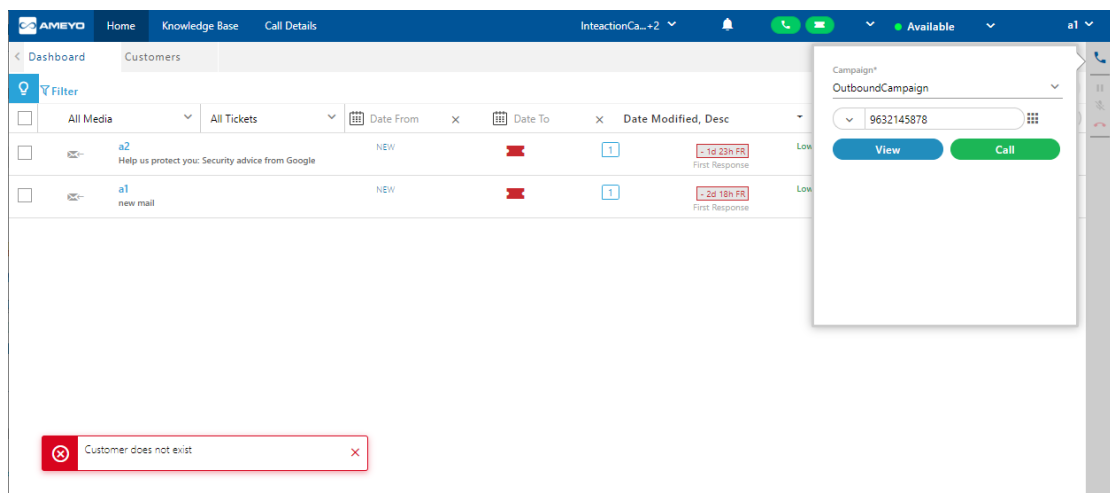 AMEYO Home Knowledge Base Call Details InteactionCa...+2 Available a1
Dashboard Customers
Filter
All Media All Tickets Date From Date To Date Modified, Desc
a2 NEW 1 - 1d 23h FR Low
Help us protect you: Security advice from Google First Response
a1 NEW 1 - 2d 18h FR Low
new mail First Response
Campaign*
OutboundCampaign
9632145878
View Call
Customer does not exist